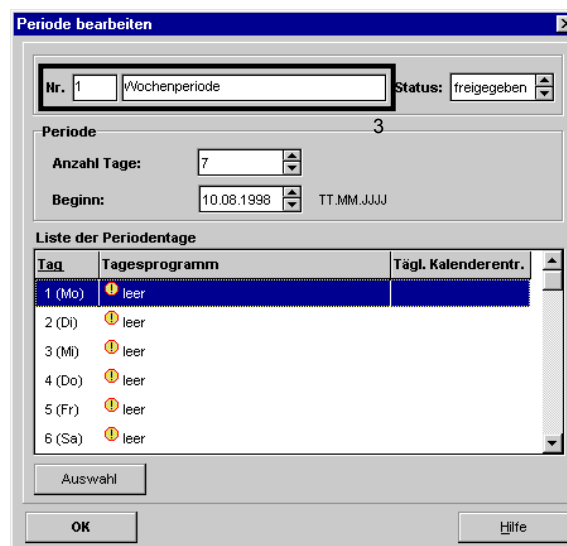 Periode bearbeiten
Nr. 1 Wochenperiode Status: freigegeben
3
Periode
Anzahl Tage: 7
Beginn: 10.08.1998 TT.MM.JJJJ
Liste der Periodentage
Tag Tagesprogramm Tägl. Kalenderentr.
1 (Mo) leer
2 (Di) leer
3 (Mi) leer
4 (Do) leer
5 (Fr) leer
6 (Sa) leer
Auswahl
OK Hilfe